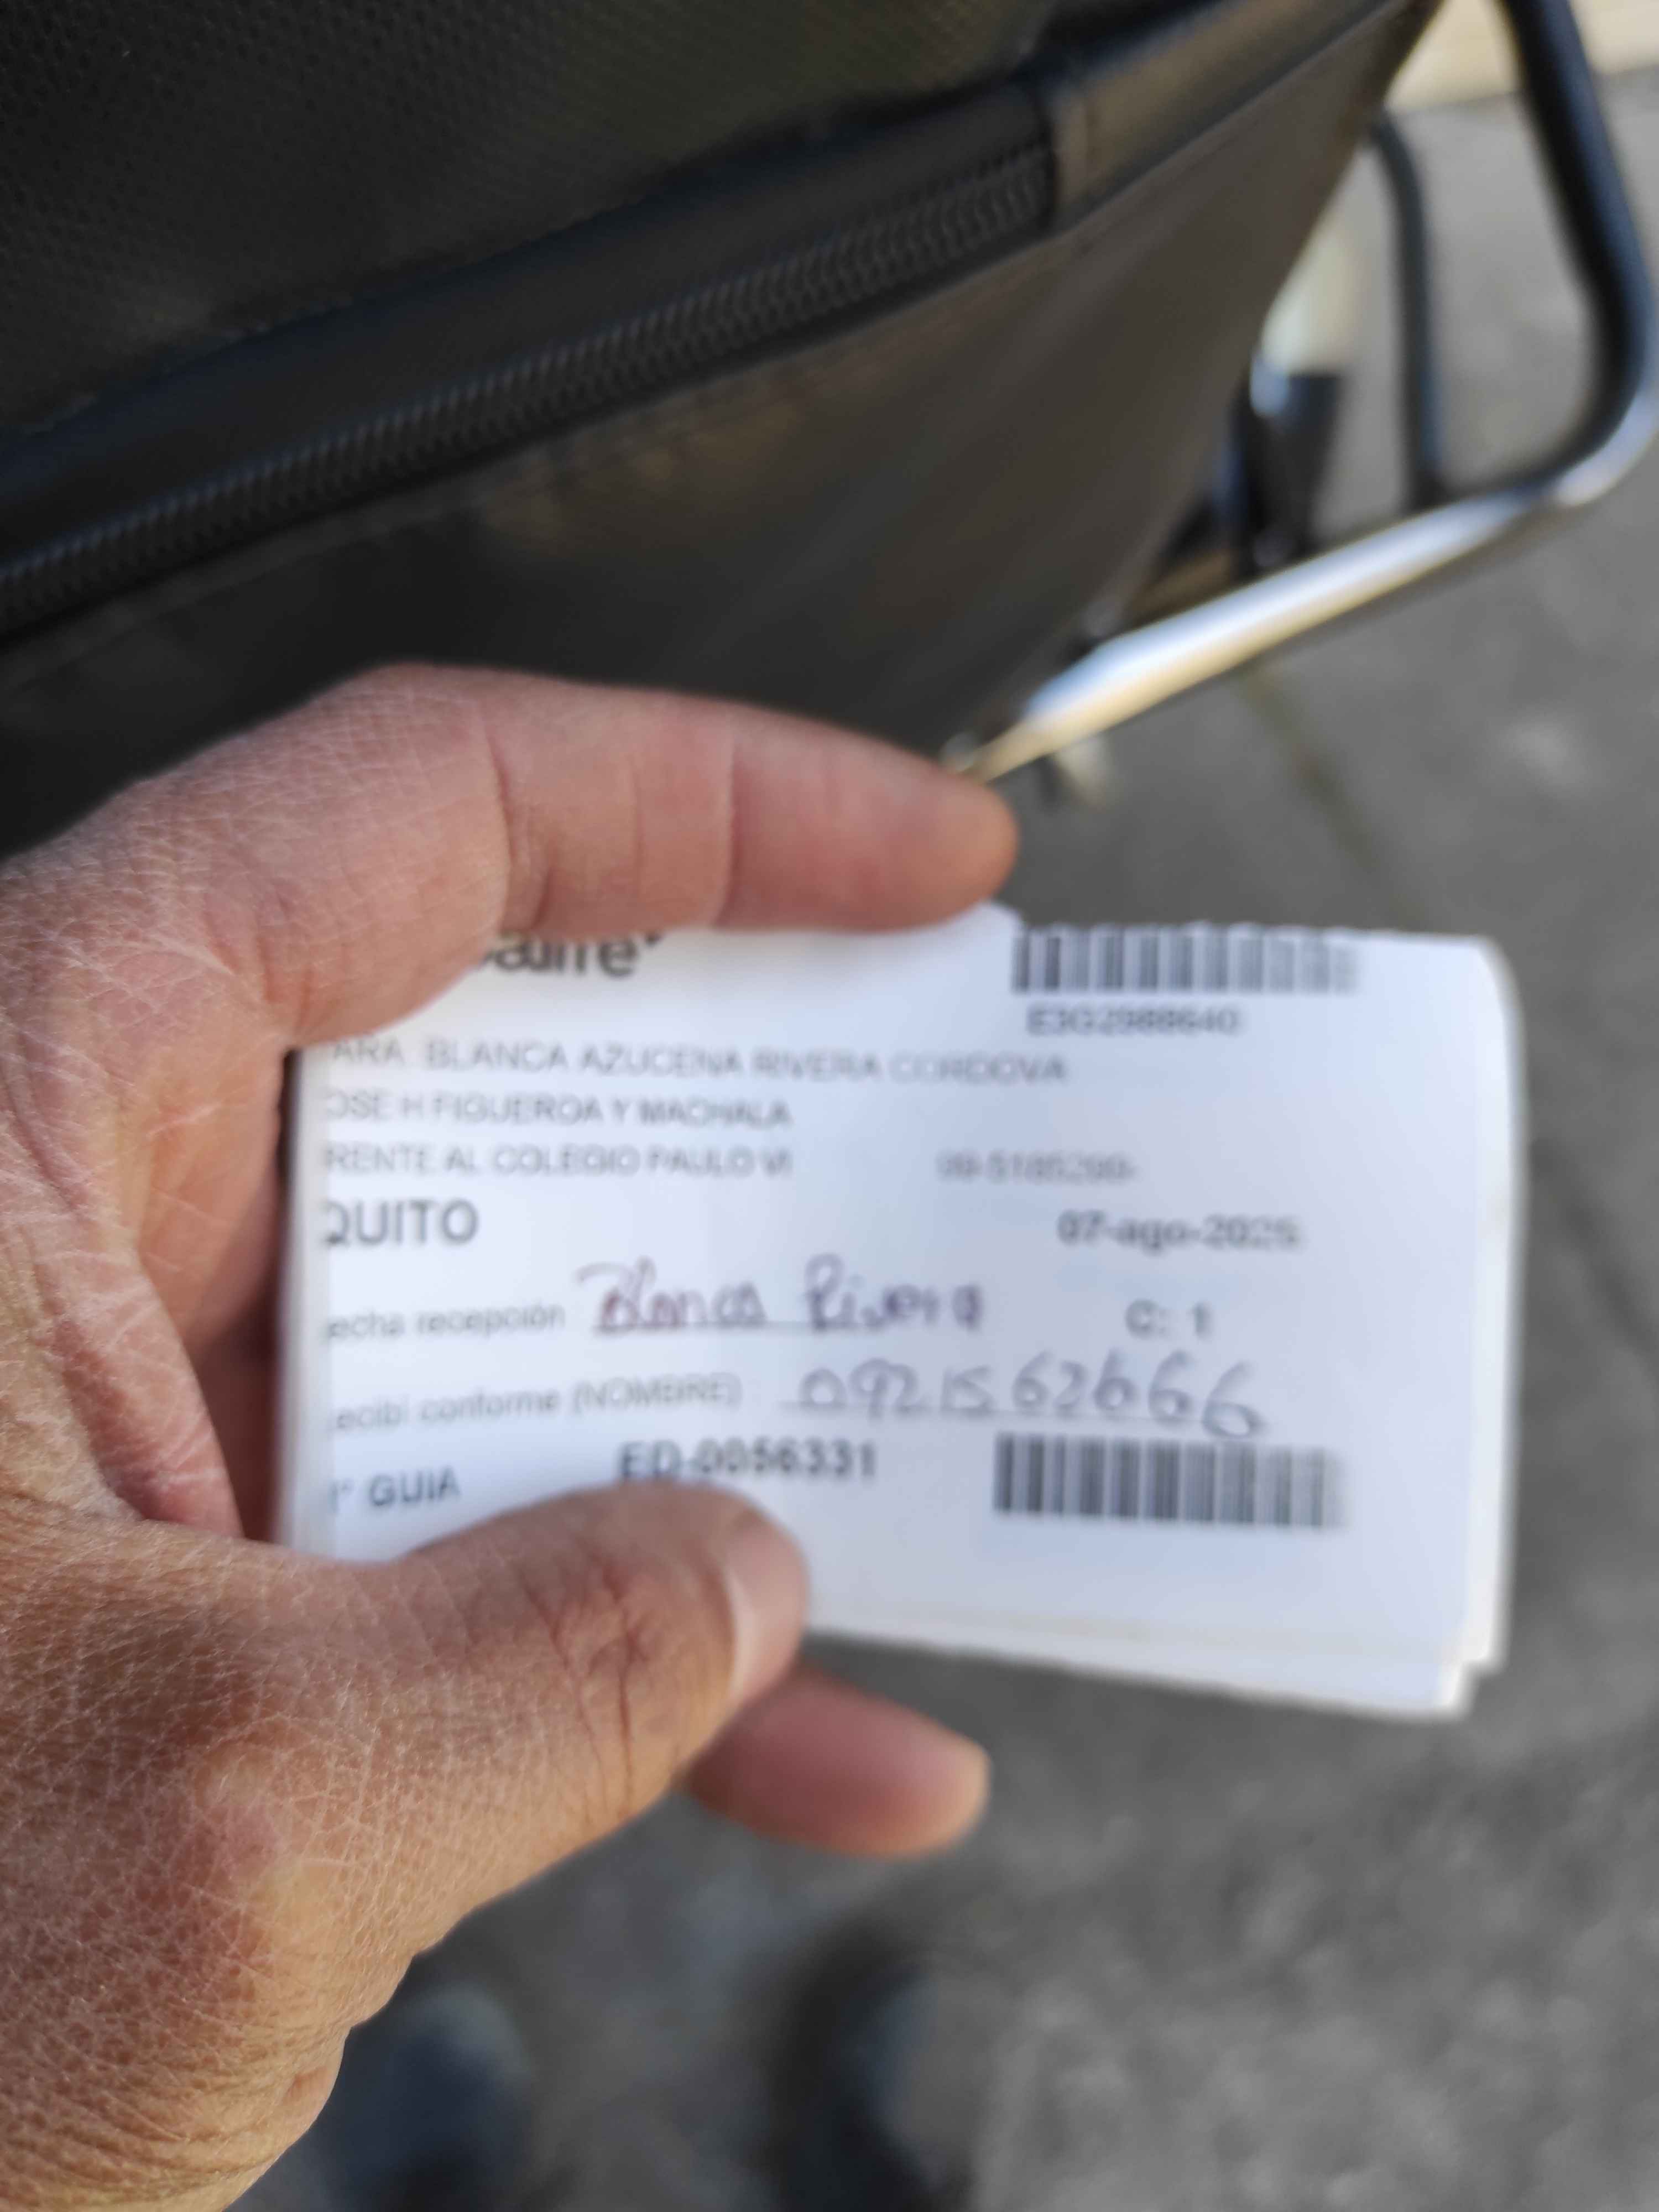 E3G2988640
ARA. BLANCA AZUCENA RIVERA CORDOVA
OSE H FIGUEROA Y MACHALA
RENTE AL COLEGIO PAULO VI
QUITO 07-ago-2025
echa recepción Blanca Rivera C: 1
ecibi conforme (NOMBRE)
° GUIA ED-0056331